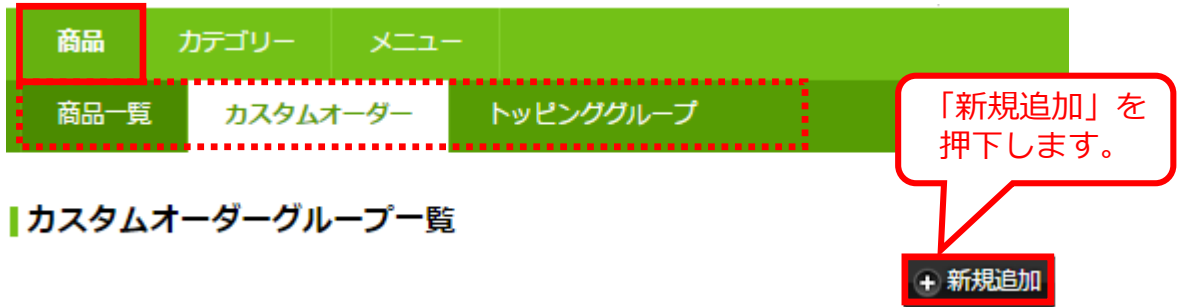 商品 カテゴリー メニュー
商品一覧 カスタムオーダー トッピンググループ
「新規追加」を
押下します。
カスタムオーダーグループ一覧
新規追加